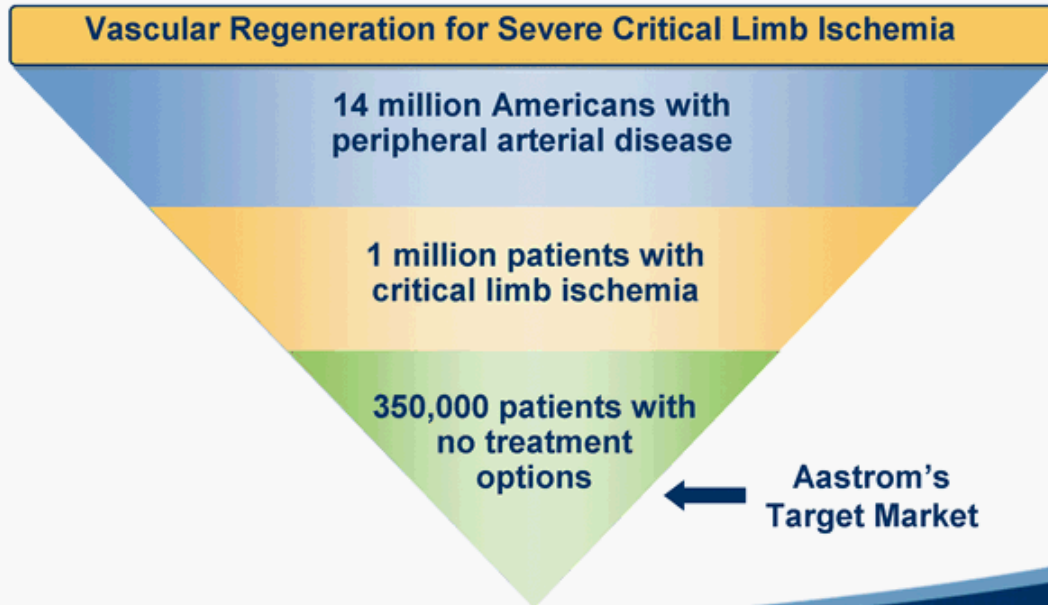 Vascular Regeneration for Severe Critical Limb Ischemia
14 million Americans with
peripheral arterial disease
1 million patients with
critical limb ischemia
350,000 patients with
no treatment
options
Aastrom’s
Target Market